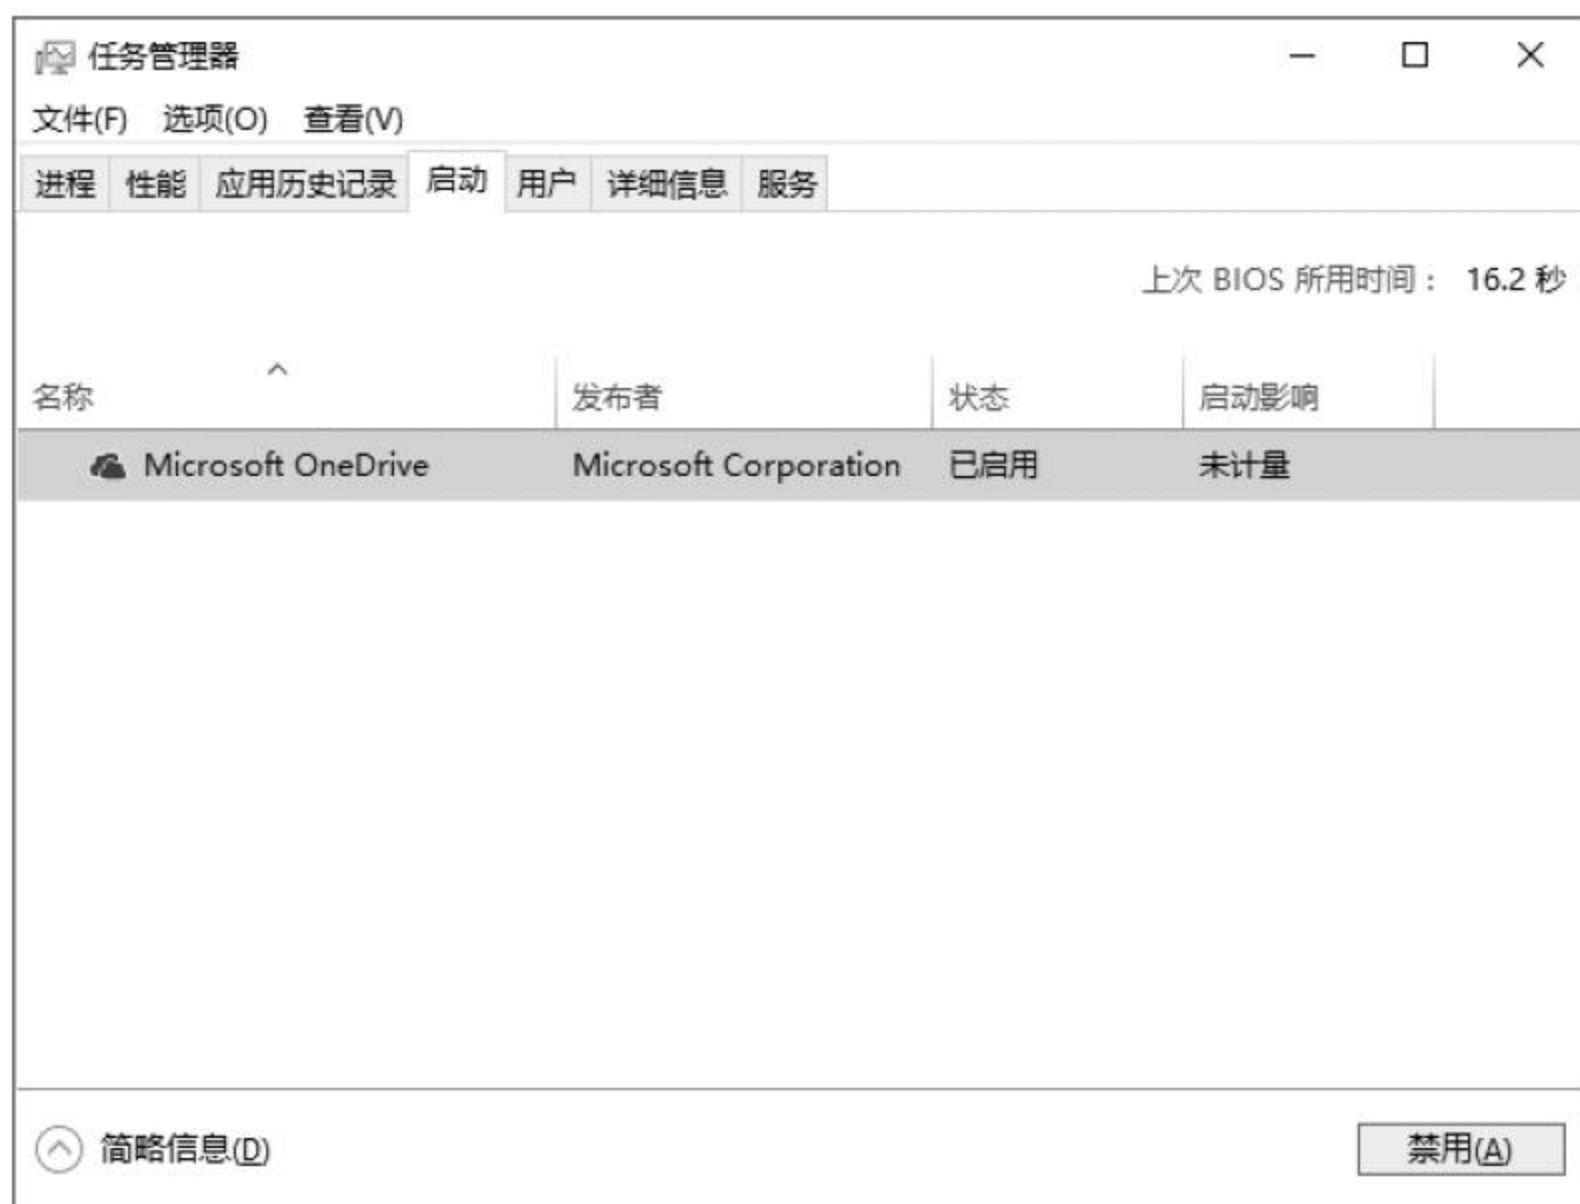 任务管理器
文件(F) 选项(O) 查看(V)
进程 性能 应用历史记录 启动 用户 详细信息 服务
上次 BIOS 所用时间： 16.2 秒
名称 发布者 状态 启动影响
Microsoft OneDrive Microsoft Corporation 已启用 未计量
简略信息(D) 禁用(A)